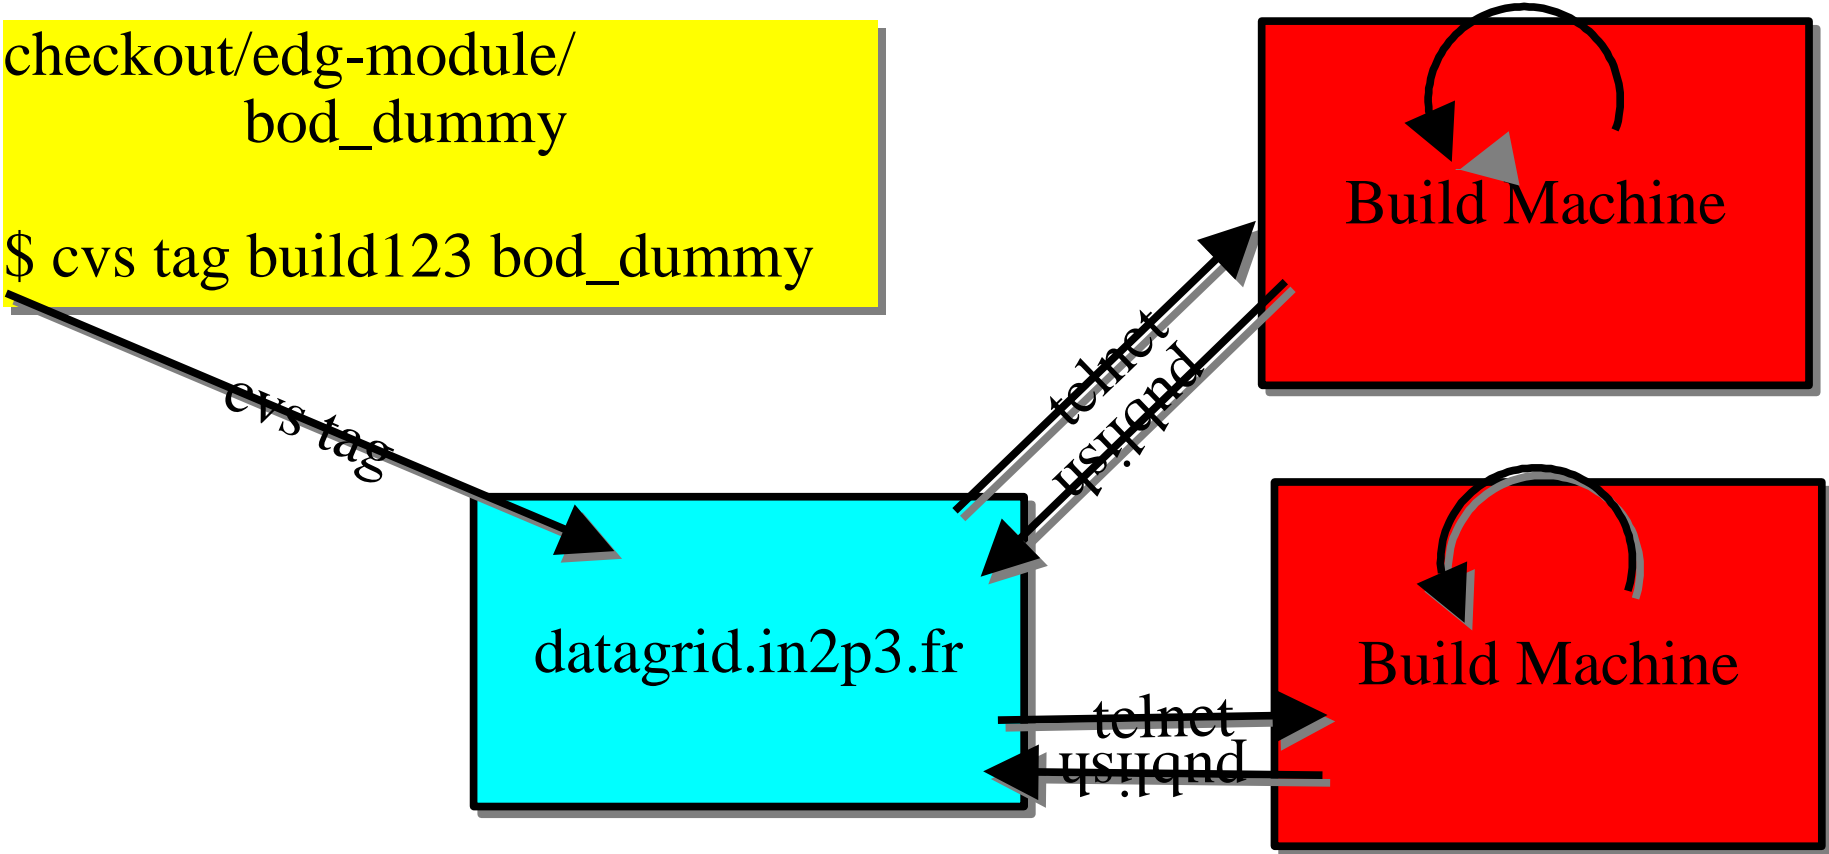 checkout/edg-module/
bod_dummy
$ cvs tag build123 bod_dummy
cvs tag
telnet
publish
Build Machine
datagrid.in2p3.fr
telnet
publish
Build Machine